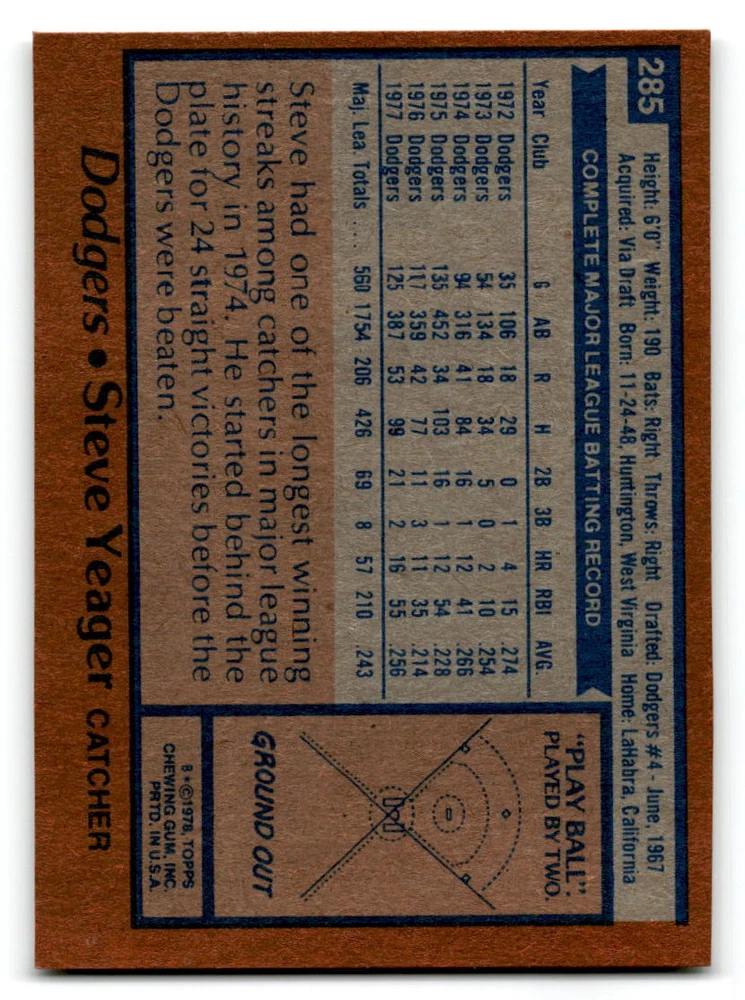 285
Height: 6'0" Weight: 190 Bats: Right Throws: Right Drafted: Dodgers #4 - June, 1967
Acquired: Via Draft Born: 11-24-48, Huntington, West Virginia Home: LaHabra, California
COMPLETE MAJOR LEAGUE BATTING RECORD
Year Club G AB R H 2B 3B HR RBI AVG.
1972 Dodgers 35 106 18 29 0 1 4 15 .274
1973 Dodgers 54 134 18 34 5 0 2 10 .254
1974 Dodgers 94 316 41 84 16 1 12 41 .266
1975 Dodgers 135 452 34 103 16 1 12 54 .228
1976 Dodgers 117 359 42 77 11 3 11 35 .214
1977 Dodgers 125 387 53 99 21 2 16 55 .256
Maj. Lea. Totals .... 560 1754 206 426 69 8 57 210 .243
Steve had one of the longest winning
streaks among catchers in major league
history in 1974. He started behind the
plate for 24 straight victories before the
Dodgers were beaten.
"PLAY BALL":
PLAYED BY TWO.
GROUND OUT
B*©1978, TOPPS
CHEWING GUM, INC.
PRTD. IN U.S.A.
Dodgers • Steve Yeager CATCHER